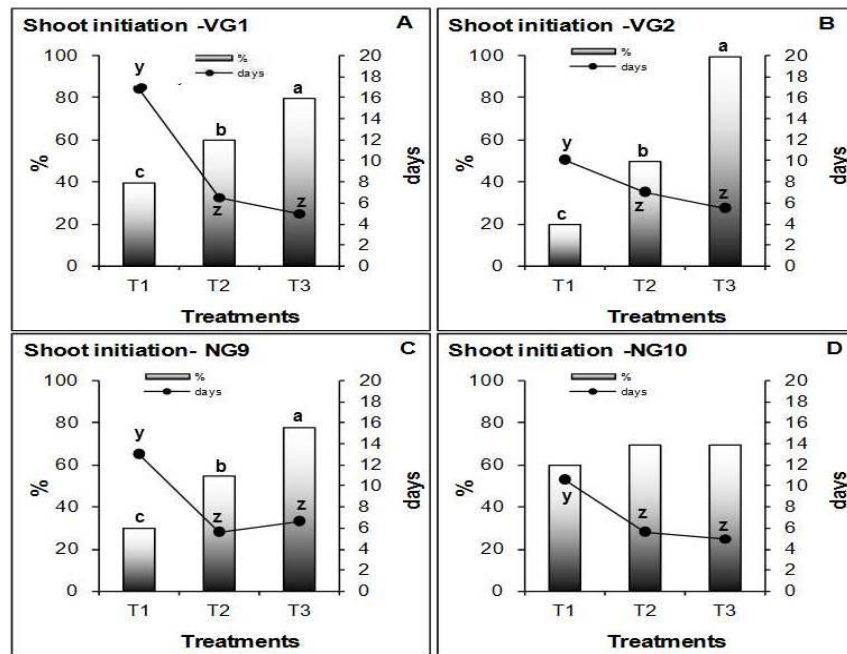 Shoot initiation -VG1 A
% days
100 80 60 40 20 0
%
20 18 16 14 12 10 8 6 4 2 0
days
y
c
b
z
a
z
T1 T2 T3
Treatments
Shoot initiation -VG2 B
% days
100 80 60 40 20 0
%
20 18 16 14 12 10 8 6 4 2 0
days
y
c
b
z
a
z
T1 T2 T3
Treatments
Shoot initiation- NG9 C
% days
100 80 60 40 20 0
%
20 18 16 14 12 10 8 6 4 2 0
days
y
c
b
z
a
z
T1 T2 T3
Treatments
Shoot initiation -NG10 D
% days
100 80 60 40 20 0
%
20 18 16 14 12 10 8 6 4 2 0
days
y
z
z
T1 T2 T3
Treatments